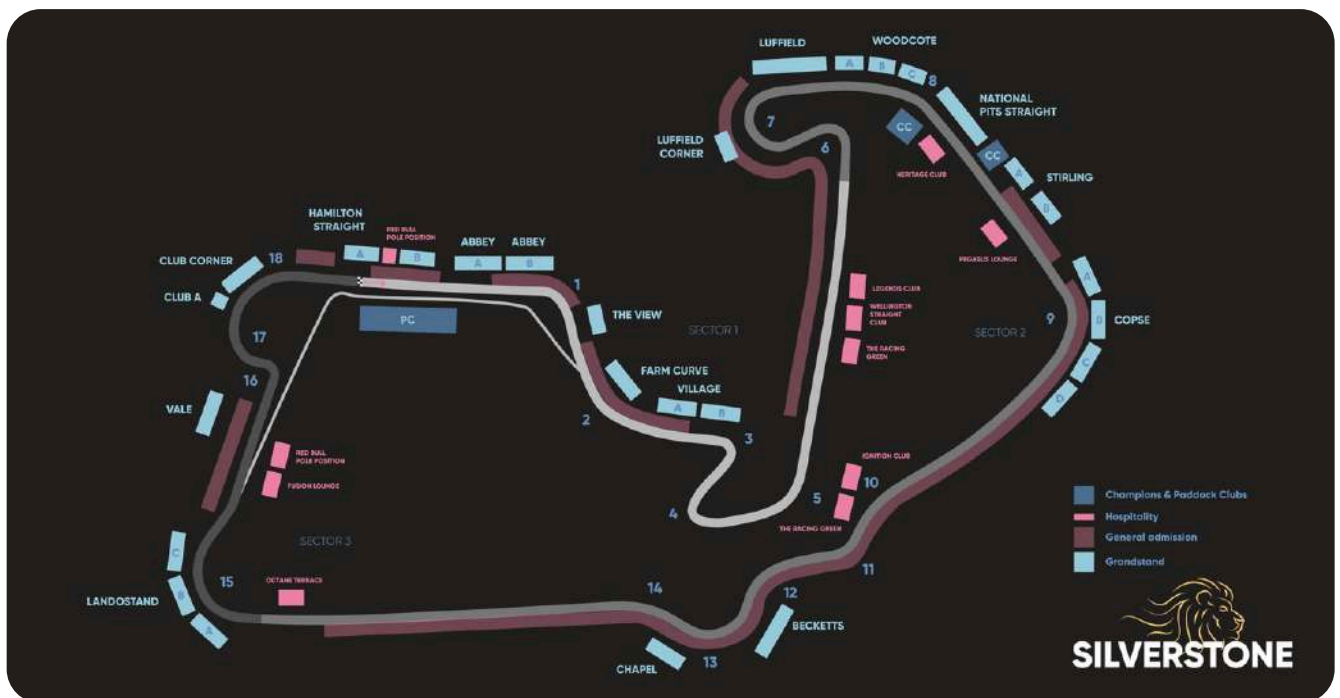 LUFFIELD
WOODCOTE
A
B
C
8
NATIONAL
PITS STRAIGHT
CC
7
6
LUFFIELD
CORNER
CC
HERITAGE CLUB
A
STIRLING
B
PEGASUS LOUNGE
HAMILTON
STRAIGHT
RED BULL
POLE POSITION
ABBEY
ABBEY
A
B
A
B
CLUB CORNER
18
CLUB A
1
17
PC
THE VIEW
SECTOR 1
LEGENDS CLUB
WELLINGTON
STRAIGHT
CLUB
THE RACING
GREEN
SECTOR 2
9
A
B
COPSE
C
D
16
VALE
FARM CURVE
VILLAGE
A
B
2
3
RED BULL
POLE POSITION
FUSION LOUNGE
IGNITION CLUB
10
5
4
THE RACING GREEN
SECTOR 3
C
B
A
LANDOSTAND
15
OCTANE TERRACE
14
11
12
BECKETTS
13
CHAPEL
Champions & Paddock Clubs
Hospitality
General admission
Grandstand
SILVERSTONE